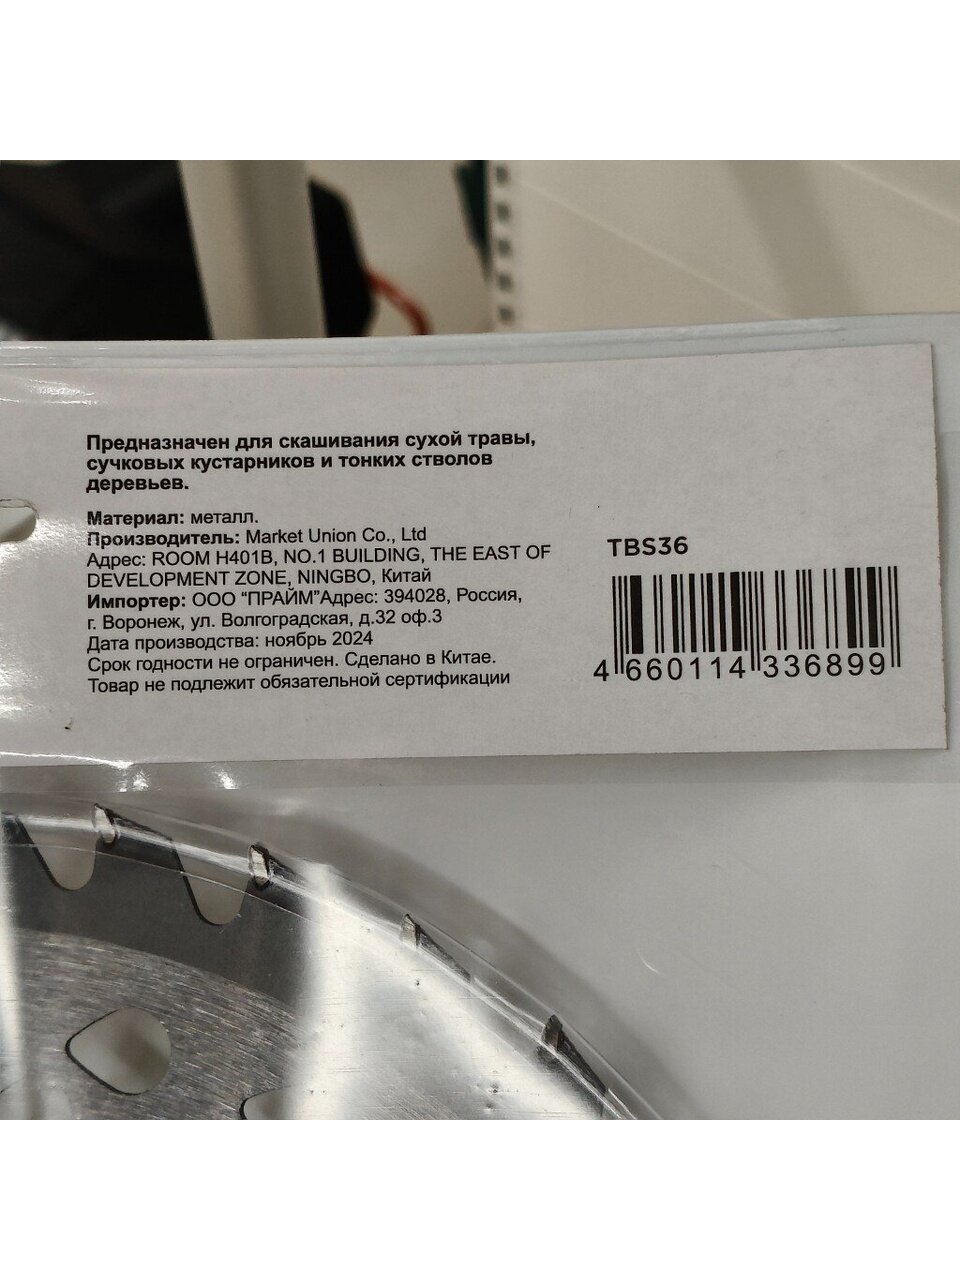 Предназначен для скашивания сухой травы,
сучковых кустарников и тонких стволов
деревьев.
Материал: металл.
Производитель: Market Union Co., Ltd
Адрес: ROOM H401B, NO.1 BUILDING, THE EAST OF
DEVELOPMENT ZONE, NINGBO, Китай
Импортер: ООО “ПРАЙМ”Адрес: 394028, Россия,
г. Воронеж, ул. Волгоградская, д.32 оф.3
Дата производства: ноябрь 2024
Срок годности не ограничен. Сделано в Китае.
Товар не подлежит обязательной сертификации
TBS36
4 660114 336899